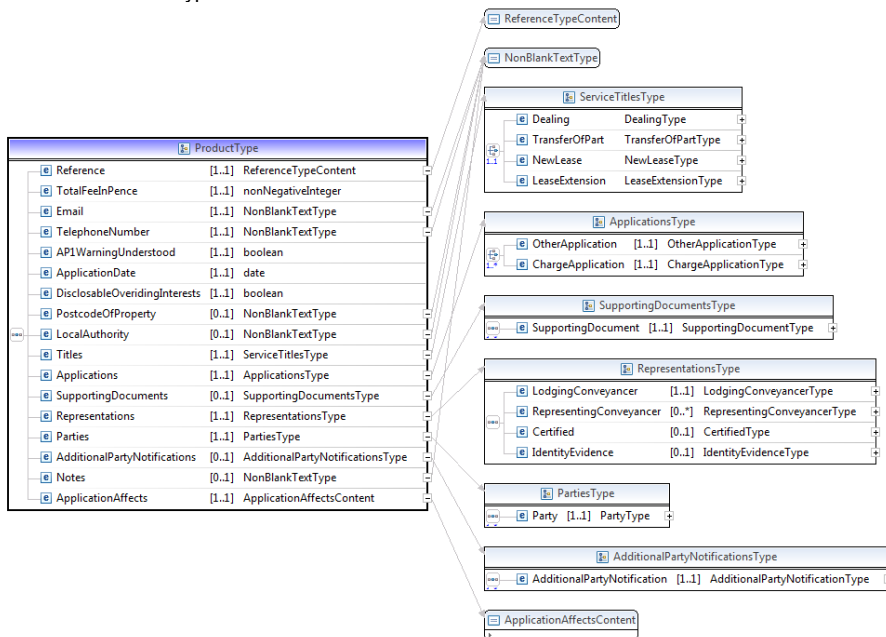 ReferenceTypeContent
NonBlankTextType
ServiceTitlesType
Dealing DealingType
TransferOfPart TransferOfPartType
NewLease NewLeaseType
LeaseExtension LeaseExtensionType
1..1
ProductType
Reference [1..1] ReferenceTypeContent
TotalFeeInPence [1..1] nonNegativeInteger
Email [1..1] NonBlankTextType
TelephoneNumber [1..1] NonBlankTextType
AP1WarningUnderstood [1..1] boolean
ApplicationDate [1..1] date
DisclosableOveridingInterests [1..1] boolean
PostcodeOfProperty [0..1] NonBlankTextType
LocalAuthority [0..1] NonBlankTextType
Titles [1..1] ServiceTitlesType
Applications [1..1] ApplicationsType
SupportingDocuments [0..1] SupportingDocumentsType
Representations [1..1] RepresentationsType
Parties [1..1] PartiesType
AdditionalPartyNotifications [0..1] AdditionalPartyNotificationsType
Notes [0..1] NonBlankTextType
ApplicationAffects [1..1] ApplicationAffectsContent
ApplicationsType
OtherApplication [1..1] OtherApplicationType
ChargeApplication [1..1] ChargeApplicationType
1..*
SupportingDocumentsType
SupportingDocument [1..1] SupportingDocumentType
RepresentationsType
LodgingConveyancer [1..1] LodgingConveyancerType
RepresentingConveyancer [0..*] RepresentingConveyancerType
Certified [0..1] CertifiedType
IdentityEvidence [0..1] IdentityEvidenceType
PartiesType
Party [1..1] PartyType
AdditionalPartyNotificationsType
AdditionalPartyNotification [1..1] AdditionalPartyNotificationType
ApplicationAffectsContent